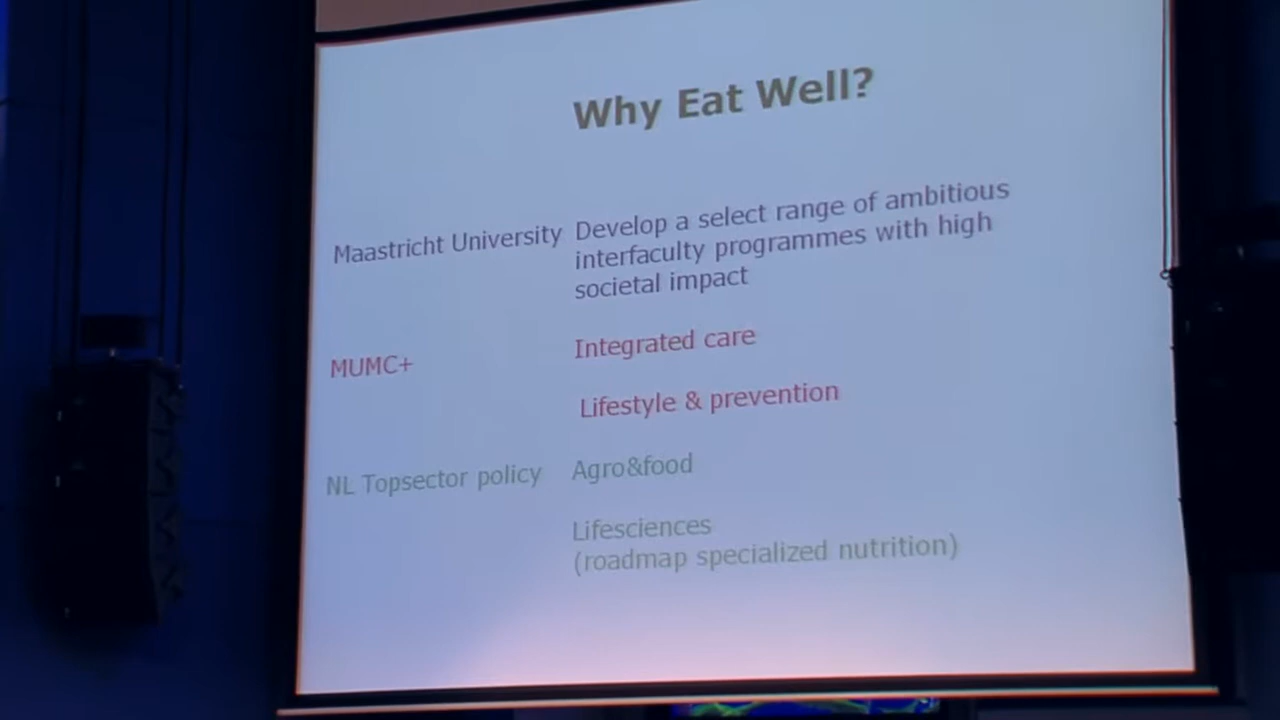 Why Eat Well?
Maastricht University Develop a select range of ambitious
interfaculty programmes with high
societal impact
MUMC+ Integrated care
Lifestyle & prevention
NL Topsector policy Agro&food
Lifesciences
(roadmap specialized nutrition)